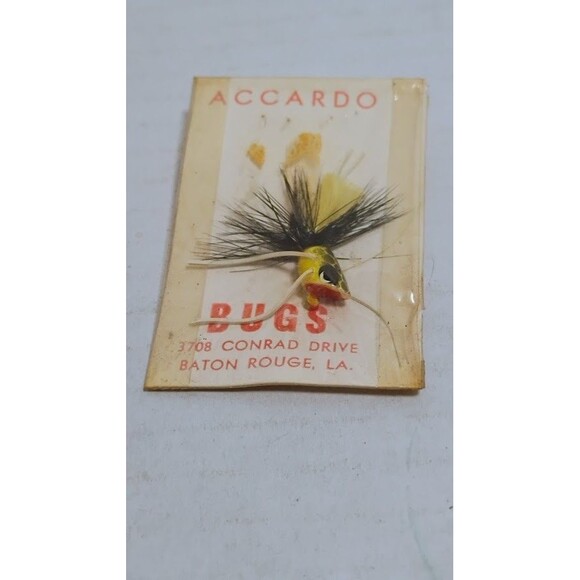 ACCARDO
BUGS
3708 CONRAD DRIVE
BATON ROUGE, LA.